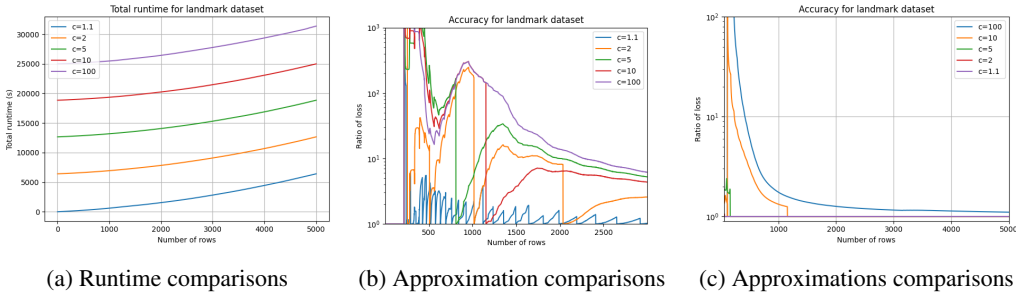 Total runtime for landmark dataset
c=1.1
c=2
c=5
c=10
c=100
30000
25000
20000
15000
10000
5000
0
Total runtime (s)
0 1000 2000 3000 4000 5000
Number of rows
(a) Runtime comparisons
Accuracy for landmark dataset
c=1.1
c=2
c=5
c=10
c=100
10³
10²
10¹
1
Ratio of loss
500 1000 1500 2000 2500
Number of rows
(b) Approximation comparisons
Accuracy for landmark dataset
c=100
c=10
c=5
c=2
c=1.1
10²
10¹
10⁰
Ratio of loss
1000 2000 3000 4000 5000
Number of rows
(c) Approximations comparisons